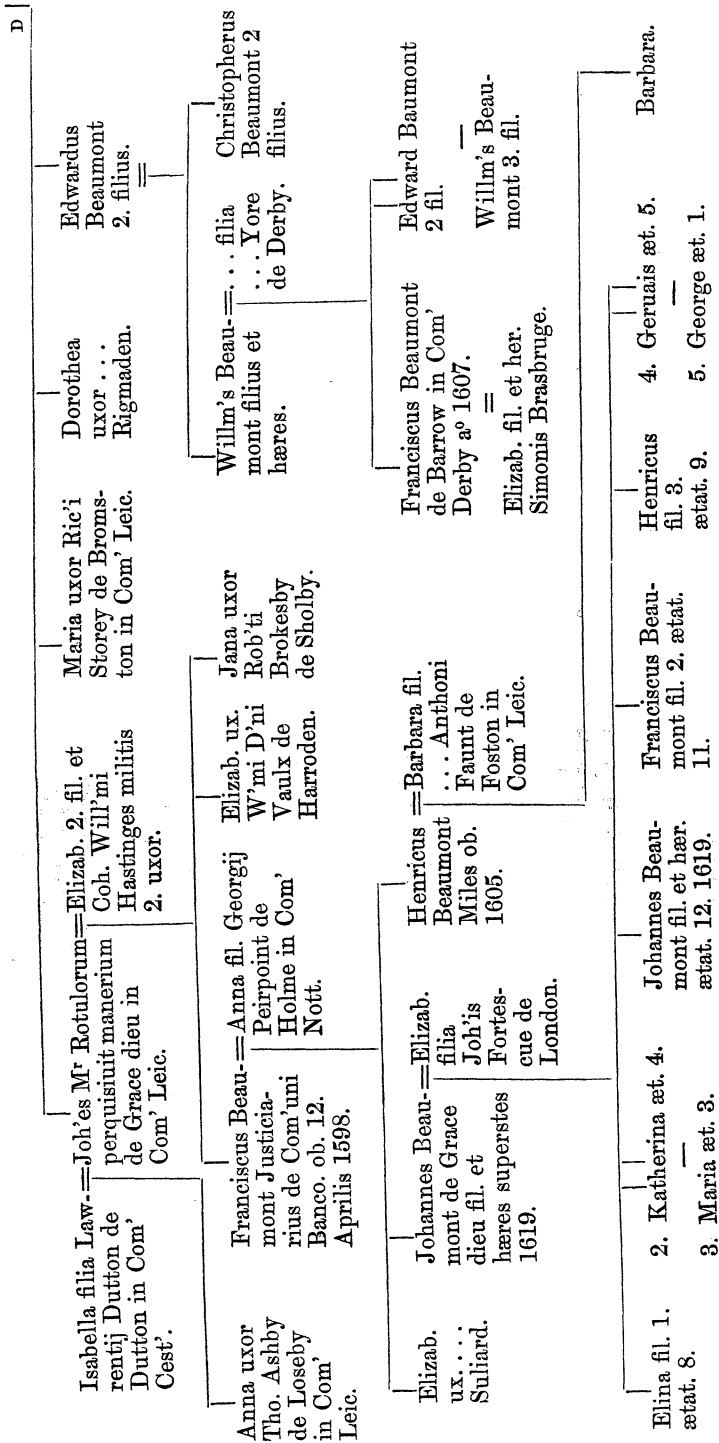 D
Isabella filia Law-=Joh'es Mr Rotulorum=Elizab. 2. fil. et
rentij Dutton de
Dutton in Com'
Cest'.
perquisiuit manerium
de Grace dieu in
Com' Leic.
Coh. Will'mi
Hastinges militis
2. uxor.
Maria uxor Ric'i
Storey de Broms-
ton in Com' Leic.
Dorothea
uxor ...
Rigmaden.
Edwardus
Beaumont
2. filius.
=
Anna uxor
Tho. Ashby
de Loseby
in Com'
Leic.
Franciscus Beau-=Anna fil. Georgij
mont Justicia-
rius de Com'uni
Banco. ob. 12.
Aprilis 1598.
Peirpoint de
Holme in Com'
Nott.
Elizab. ux.
W'mi D'ni
Vaulx de
Harroden.
Jana uxor
Rob'ti
Brokesby
de Sholby.
Willm's Beau-=... filia
mont filius et
hæres.
... Yore
de Derby.
Christopherus
Beaumont 2
filius.
Elizab.
ux....
Suliard.
Johannes Beau-=Elizab.
mont de Grace
dieu fil. et
hæres superstes
1619.
filia
Joh'is
Fortes-
cue de
London.
Henricus =Barbara fil.
Beaumont
Miles ob.
1605.
... Anthoni
Faunt de
Foston in
Com' Leic.
Franciscus Beaumont
de Barrow in Com'
Derby ao 1607.
=
Elizab. fil. et her.
Simonis Brasbruge.
Edward Baumont
2 fil.
—
Willm's Beau-
mont 3. fil.
Elina fil. 1.
ætat. 8.
2. Katherina æt. 4.
—
3. Maria æt. 3.
Johannes Beau-
mont fil. et hær.
ætat. 12. 1619.
Franciscus Beau-
mont fil. 2. ætat.
11.
Henricus
fil. 3.
ætat. 9.
4. Geruais æt. 5.
—
5. George æt. 1.
Barbara.